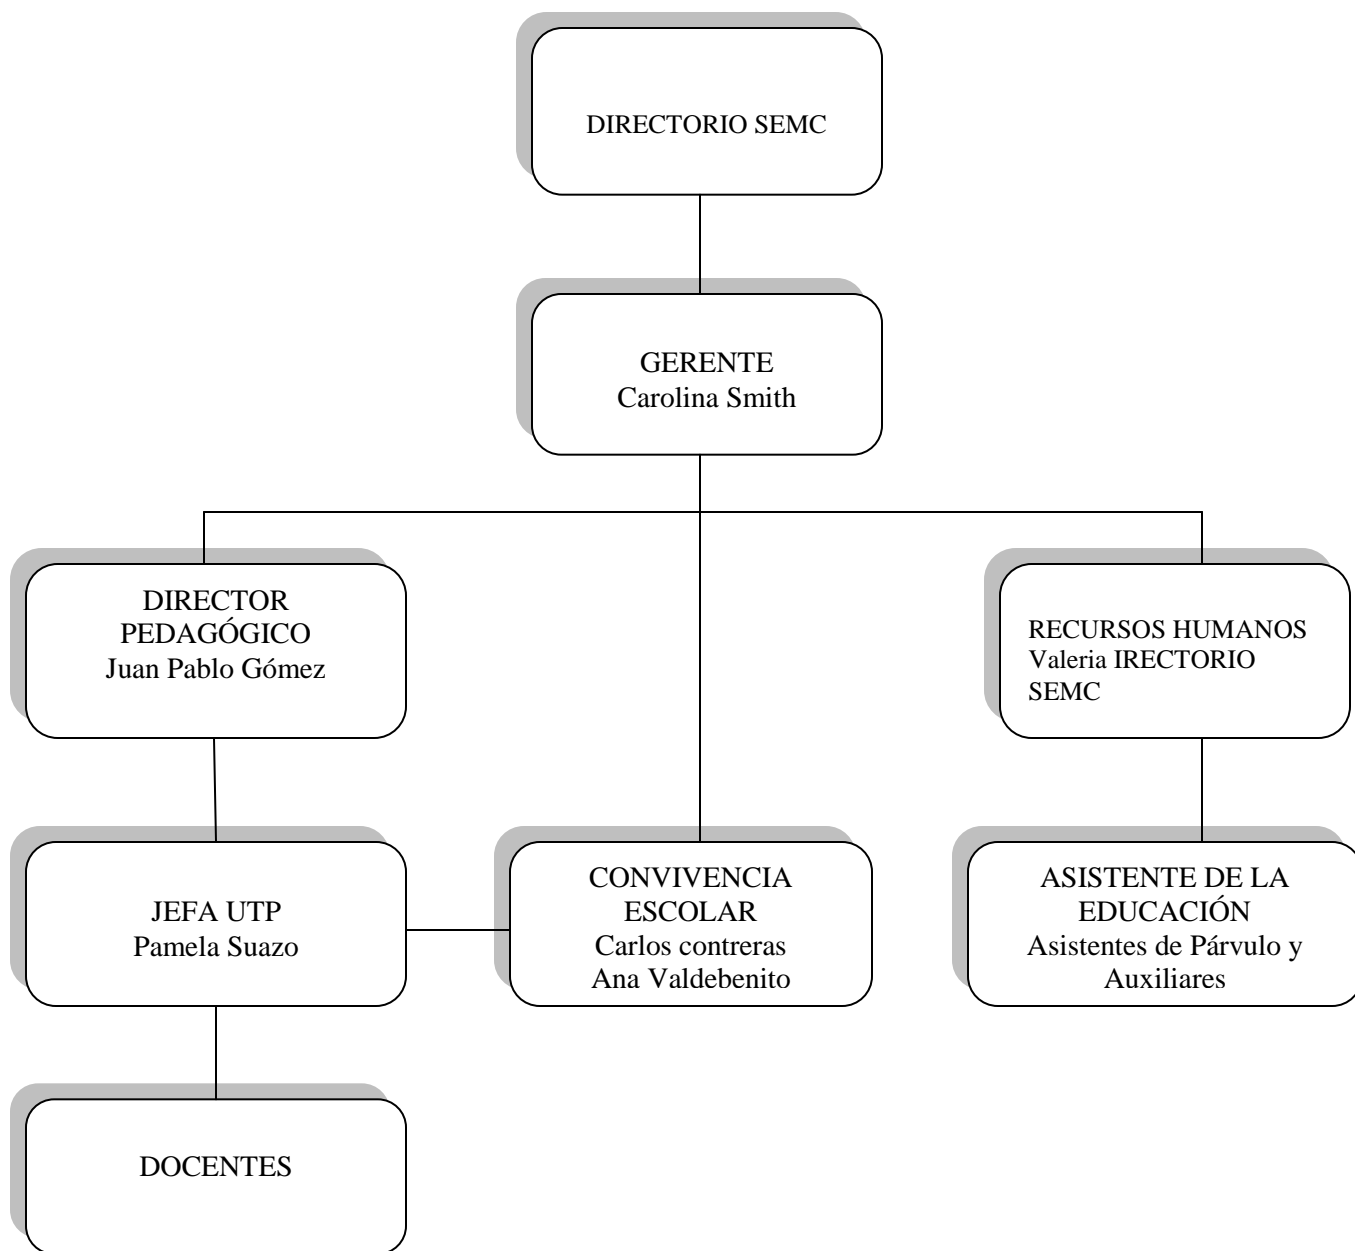 DIRECTORIO SEMC
GERENTE
Carolina Smith
DIRECTOR
PEDAGÓGICO
Juan Pablo Gómez
RECURSOS HUMANOS
Valeria IRECTORIO
SEMC
JEFA UTP
Pamela Suazo
CONVIVENCIA
ESCOLAR
Carlos contreras
Ana Valdebenito
ASISTENTE DE LA
EDUCACIÓN
Asistentes de Párvulo y
Auxiliares
DOCENTES